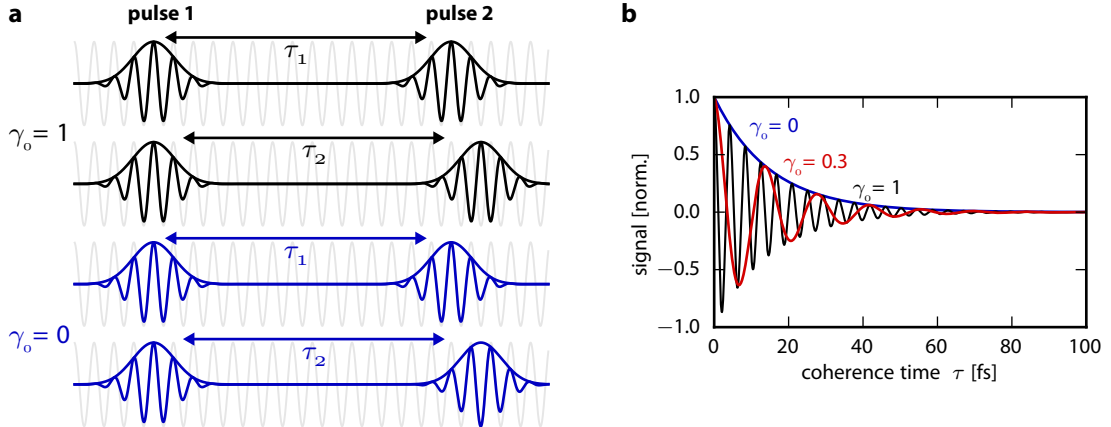 a
pulse 1 pulse 2
τ₁
γₒ= 1
τ₂
τ₁
γₒ= 0
τ₂
b
1.0
0.5
0.0
−0.5
−1.0
signal [norm.]
γₒ= 0
γₒ= 0.3
γₒ= 1
0 20 40 60 80 100
coherence time τ [fs]